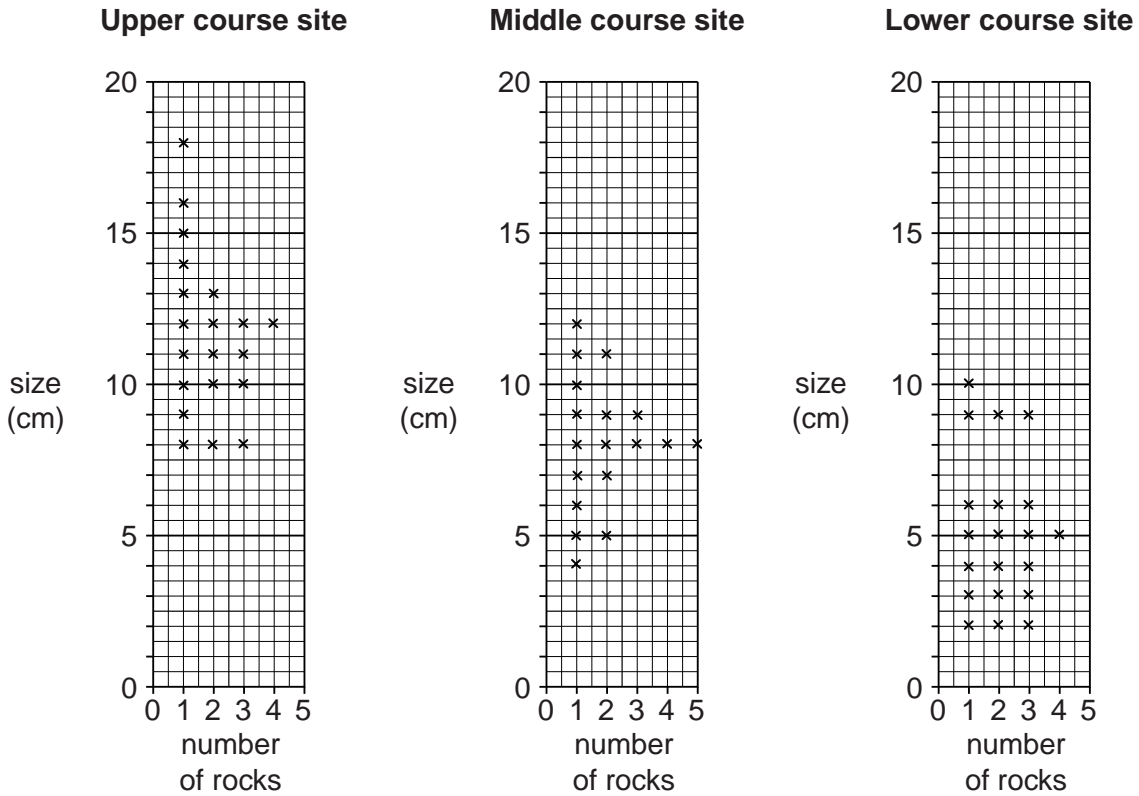 Upper course site
Middle course site
Lower course site
20
15
10
5
0
size
(cm)
0 1 2 3 4 5
number
of rocks
20
15
10
5
0
size
(cm)
0 1 2 3 4 5
number
of rocks
20
15
10
5
0
size
(cm)
0 1 2 3 4 5
number
of rocks